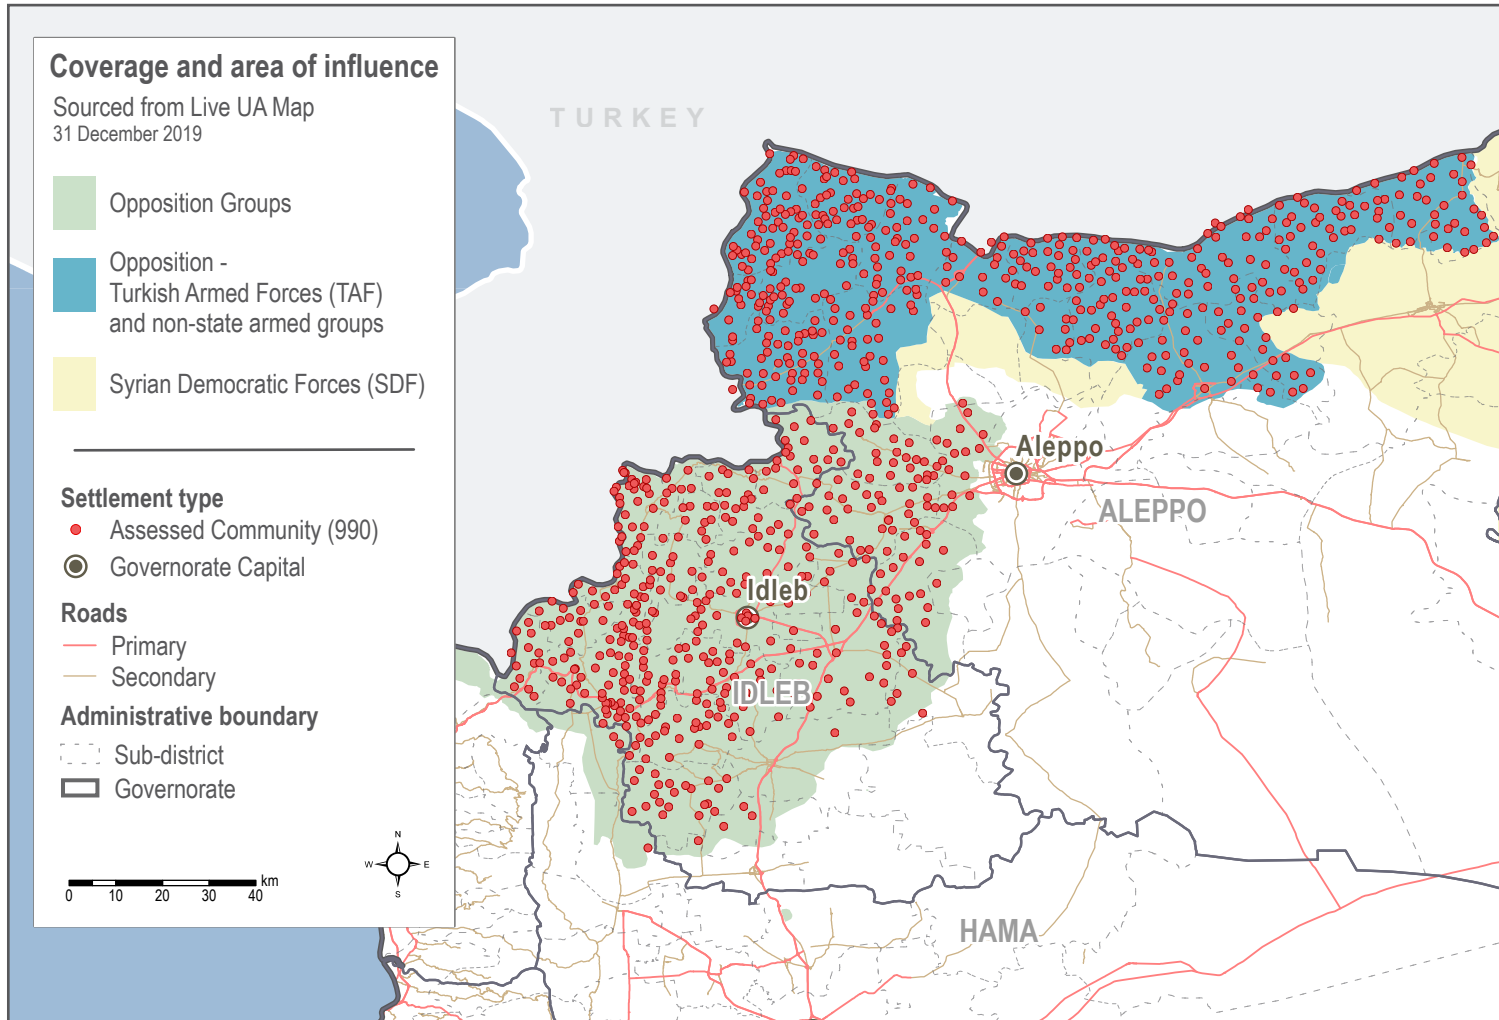 Coverage and area of influence
Sourced from Live UA Map
31 December 2019
Opposition Groups
Opposition -
Turkish Armed Forces (TAF)
and non-state armed groups
Syrian Democratic Forces (SDF)
Settlement type
Assessed Community (990)
Governorate Capital
Roads
Primary
Secondary
Administrative boundary
Sub-district
Governorate
N
W E
S
km
0 10 20 30 40
TURKEY
Aleppo
ALEPPO
Idleb
IDLEB
HAMA